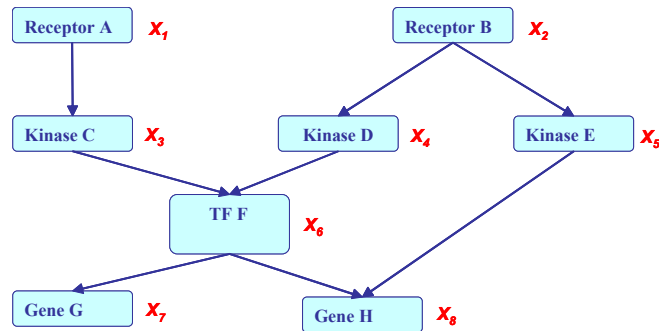 Receptor A X1
Receptor B X2
Kinase C X3
Kinase D X4
Kinase E X5
TF F X6
Gene G X7
Gene H X8